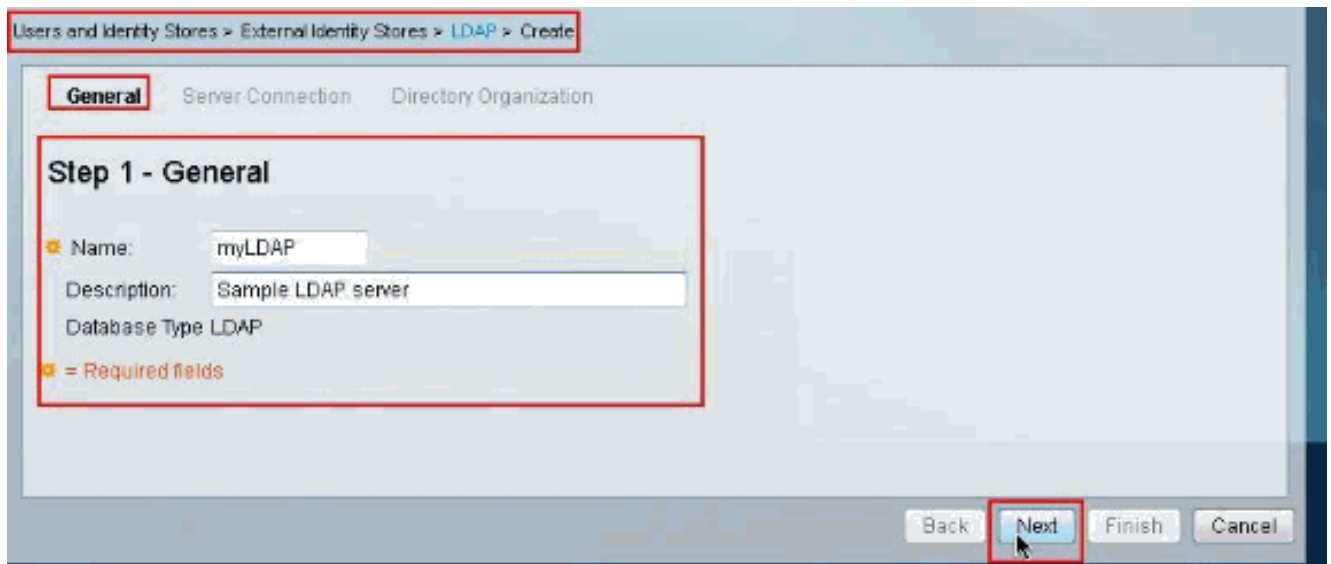 Users and Identity Stores > External Identity Stores > LDAP > Create
General Server Connection Directory Organization
Step 1 - General
Name: myLDAP
Description: Sample LDAP server
Database Type LDAP
= Required fields
Back Next Finish Cancel